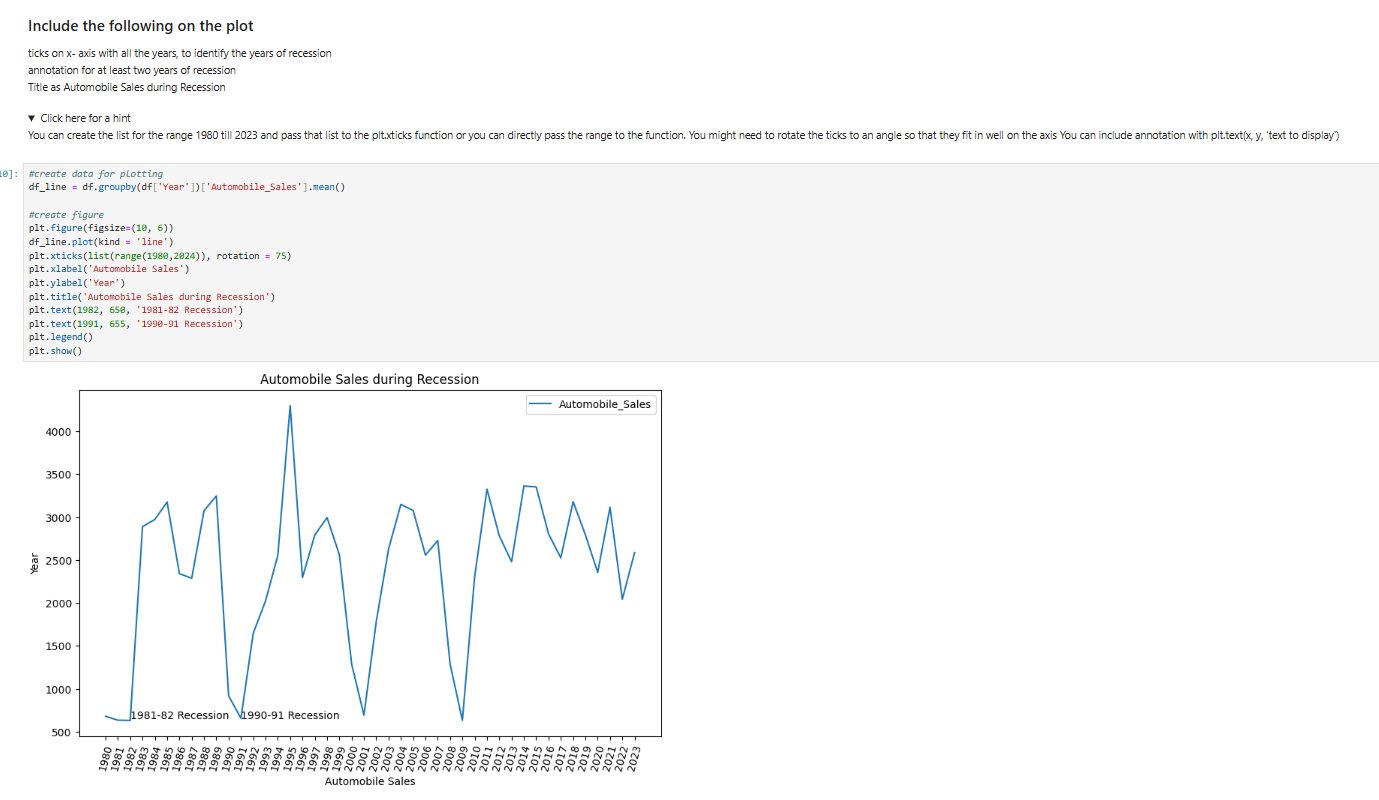 Include the following on the plot
ticks on x- axis with all the years, to identify the years of recession
annotation for at least two years of recession
Title as Automobile Sales during Recession
▼ Click here for a hint
You can create the list for the range 1980 till 2023 and pass that list to the plt.xticks function or you can directly pass the range to the function. You might need to rotate the ticks to an angle so that they fit in well on the axis You can include annotation with plt.text(x, y, 'text to display')
10]:
#create data for plotting
df_line = df.groupby(df['Year'])['Automobile_Sales'].mean()
#create figure
plt.figure(figsize=(10, 6))
df_line.plot(kind = 'line')
plt.xticks(list(range(1980,2024)), rotation = 75)
plt.xlabel('Automobile Sales')
plt.ylabel('Year')
plt.title('Automobile Sales during Recession')
plt.text(1982, 650, '1981-82 Recession')
plt.text(1991, 655, '1990-91 Recession')
plt.legend()
plt.show()
Automobile Sales during Recession
Automobile_Sales
4000
3500
3000
2500
2000
1500
1000
500
Year
1981-82 Recession
1990-91 Recession
1980 1981 1982 1983 1984 1985 1986 1987 1988 1989 1990 1991 1992 1993 1994 1995 1996 1997 1998 1999 2000 2001 2002 2003 2004 2005 2006 2007 2008 2009 2010 2011 2012 2013 2014 2015 2016 2017 2018 2019 2020 2021 2022 2023
Automobile Sales